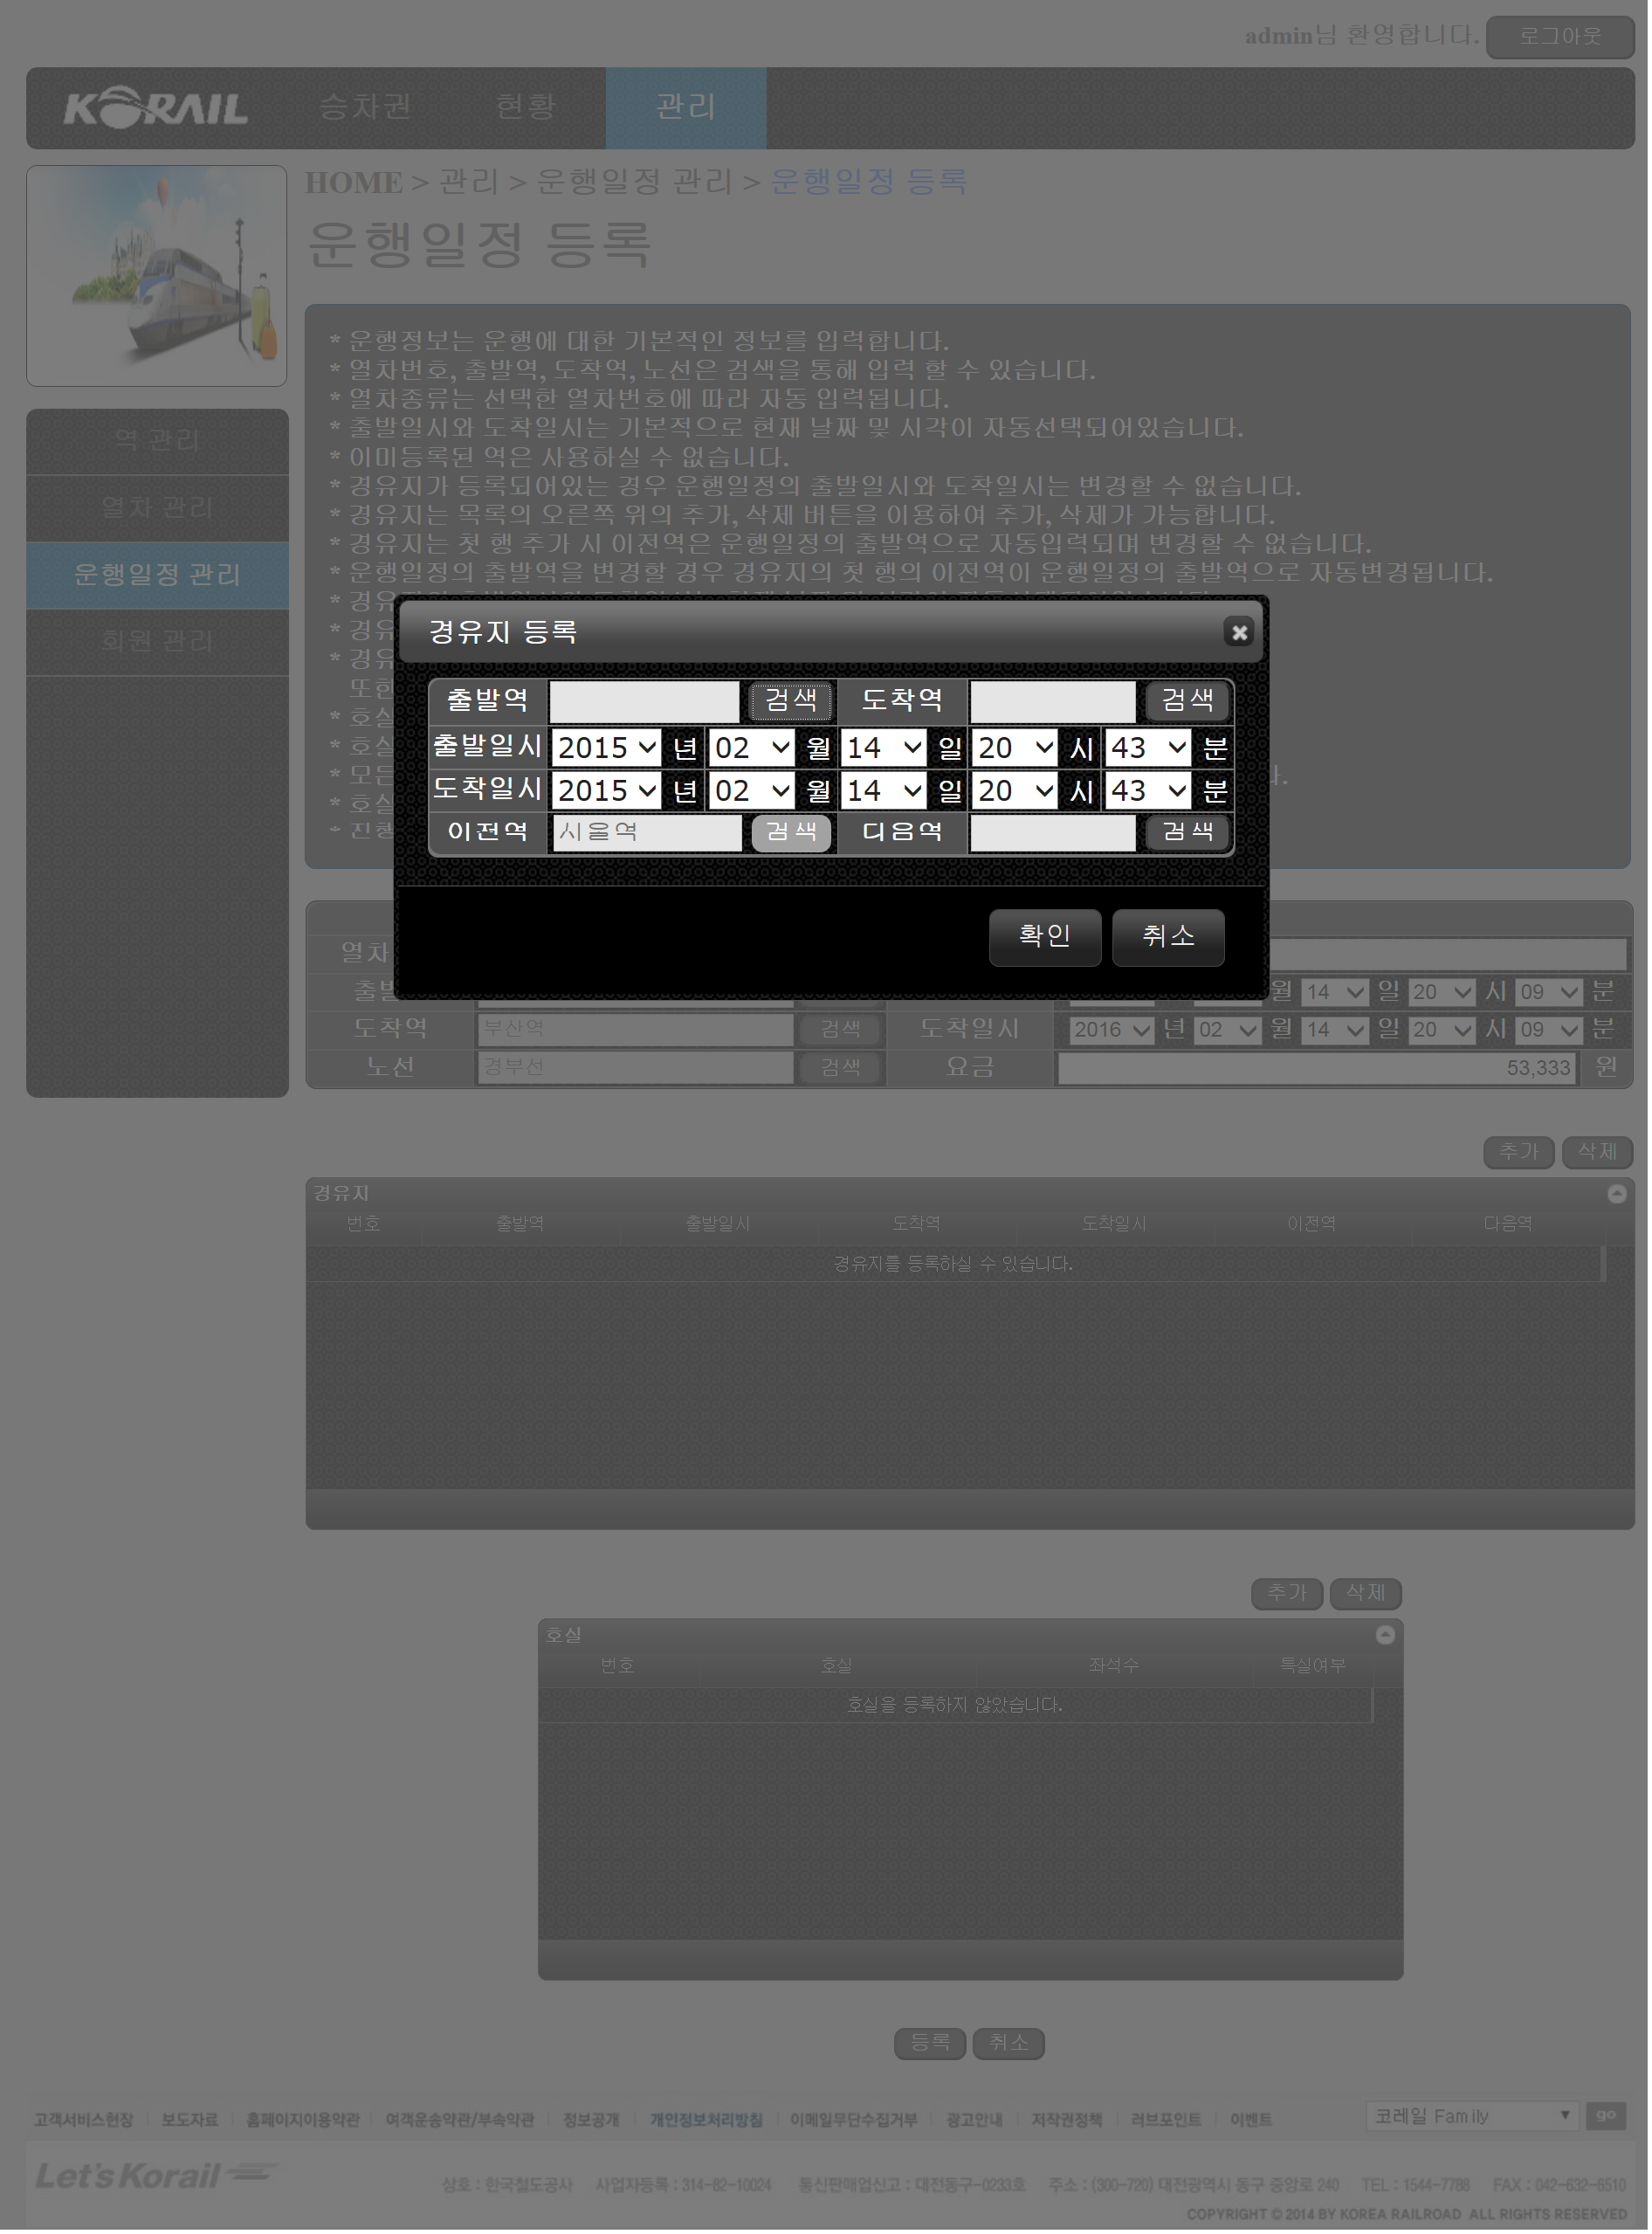 admin님 환영합니다. 로그아웃
KORAIL 승차권 현황 관리
HOME > 관리 > 운행일정 관리 > 운행일정 등록
운행일정 등록
* 운행정보는 운행에 대한 기본적인 정보를 입력합니다.
* 열차번호, 출발역, 도착역, 노선은 검색을 통해 입력 할 수 있습니다.
* 열차종류는 선택한 열차번호에 따라 자동 입력됩니다.
* 출발일시와 도착일시는 기본적으로 현재 날짜 및 시각이 자동선택되어있습니다.
* 이미등록된 역은 사용하실 수 없습니다.
* 경유지가 등록되어있는 경우 운행일정의 출발일시와 도착일시는 변경할 수 없습니다.
* 경유지는 목록의 오른쪽 위의 추가, 삭제 버튼을 이용하여 추가, 삭제가 가능합니다.
* 경유지는 첫 행 추가 시 이전역은 운행일정의 출발역으로 자동입력되며 변경할 수 없습니다.
* 운행일정의 출발역을 변경할 경우 경유지의 첫 행의 이전역이 운행일정의 출발역으로 자동변경됩니다.
* 경유
* 경유
또한
* 호실
* 호실
* 모든
* 호실
* 진행
역 관리
열차 관리
운행일정 관리
회원 관리
경유지 등록
출발역 검색 도착역 검색
출발일시 2015 년 02 월 14 일 20 시 43 분
도착일시 2015 년 02 월 14 일 20 시 43 분
이전역 서울역 검색 다음역 검색
확인 취소
열차
출발 월 14 일 20 시 09 분
도착역 부산역 검색 도착일시 2016 년 02 월 14 일 20 시 09 분
노선 경부선 검색 요금 53,333 원
추가 삭제
경유지
번호 출발역 출발일시 도착역 도착일시 이전역 다음역
경유지를 등록하실 수 있습니다.
추가 삭제
호실
번호 호실 좌석수 특실여부
호실을 등록하지 않았습니다.
등록 취소
고객서비스헌장 보도자료 홈페이지이용약관 여객운송약관/부속약관 정보공개 개인정보처리방침 이메일무단수집거부 광고안내 저작권정책 러브포인트 이벤트 코레일 Family go
Let's Korail 상호 : 한국철도공사 사업자등록 : 314-82-10024 통신판매업신고 : 대전동구-0233호 주소 : (300-720) 대전광역시 동구 중앙로 240 TEL : 1544-7788 FAX : 042-632-6510
COPYRIGHT © 2014 BY KOREA RAILROAD ALL RIGHTS RESERVED